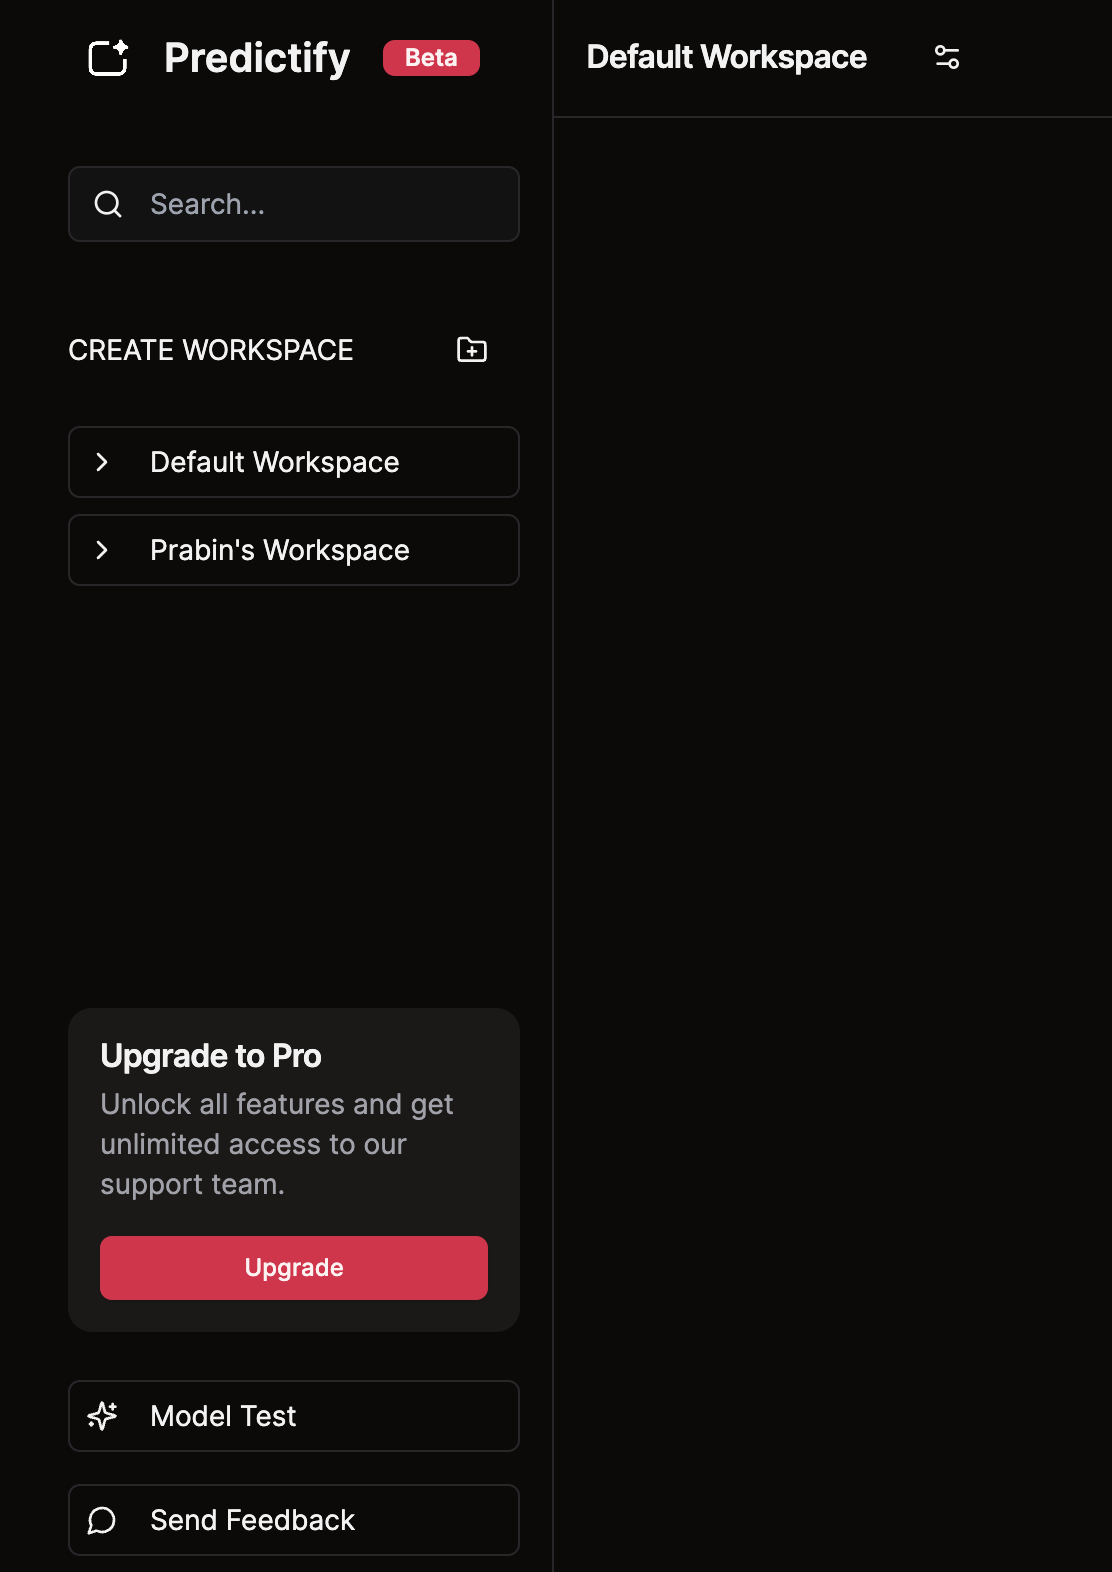 Predictify
Beta
Default Workspace
Search...
CREATE WORKSPACE
Default Workspace
Prabin's Workspace
Upgrade to Pro
Unlock all features and get
unlimited access to our
support team.
Upgrade
Model Test
Send Feedback